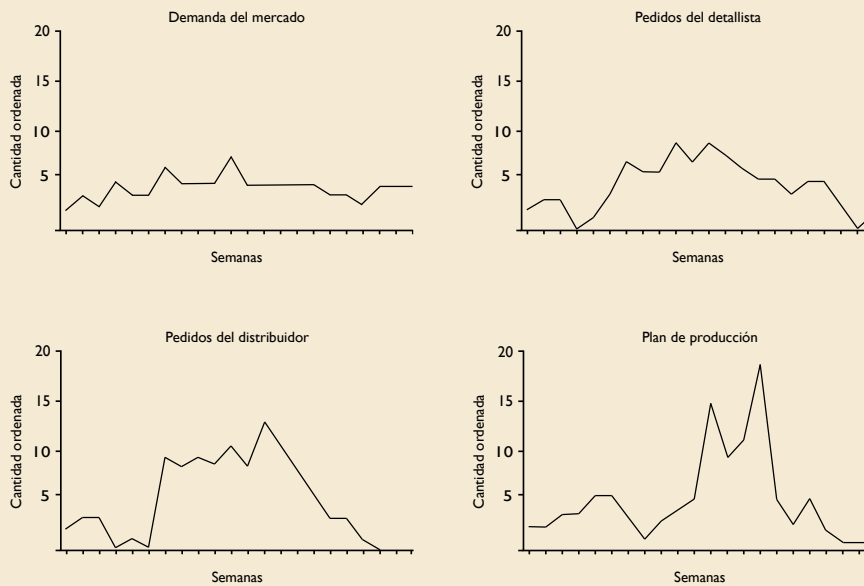 Demanda del mercado
20
15
10
5
Cantidad ordenada
Semanas
Pedidos del detallista
20
15
10
5
Cantidad ordenada
Semanas
Pedidos del distribuidor
20
15
10
5
Cantidad ordenada
Semanas
Plan de producción
20
15
10
5
Cantidad ordenada
Semanas